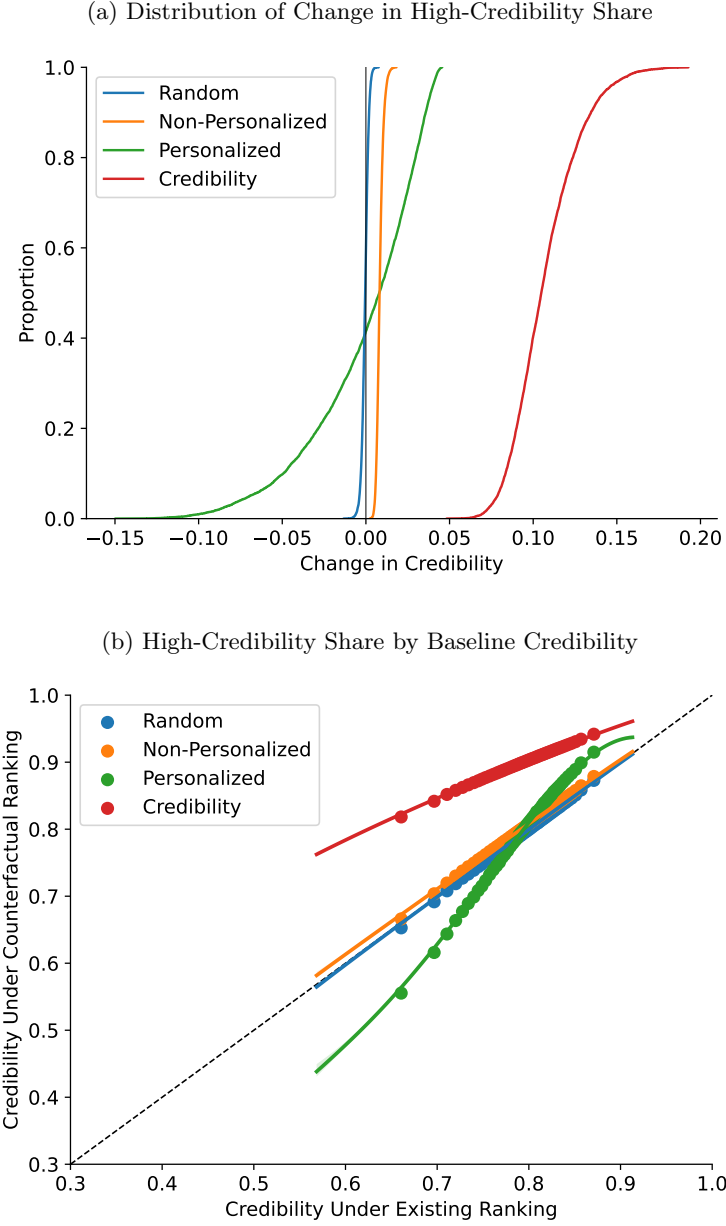 (a) Distribution of Change in High-Credibility Share
1.0
0.8
0.6
0.4
0.2
0.0
Proportion
Random
Non-Personalized
Personalized
Credibility
−0.15 −0.10 −0.05 0.00 0.05 0.10 0.15 0.20
Change in Credibility
(b) High-Credibility Share by Baseline Credibility
1.0
0.9
0.8
0.7
0.6
0.5
0.4
0.3
Credibility Under Counterfactual Ranking
Random
Non-Personalized
Personalized
Credibility
0.3 0.4 0.5 0.6 0.7 0.8 0.9 1.0
Credibility Under Existing Ranking